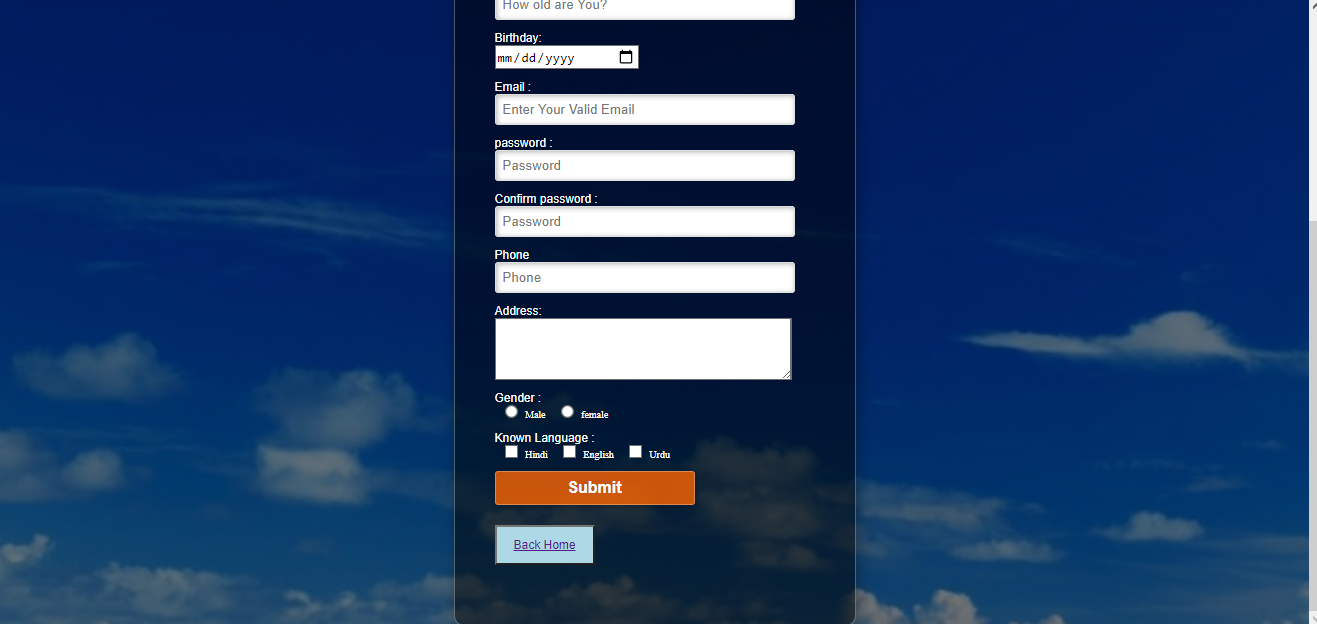 How old are You?
Birthday:
mm/dd/yyyy
Email :
Enter Your Valid Email
password :
Password
Confirm password :
Password
Phone
Phone
Address:
Gender :
Male female
Known Language :
Hindi English Urdu
Submit
Back Home